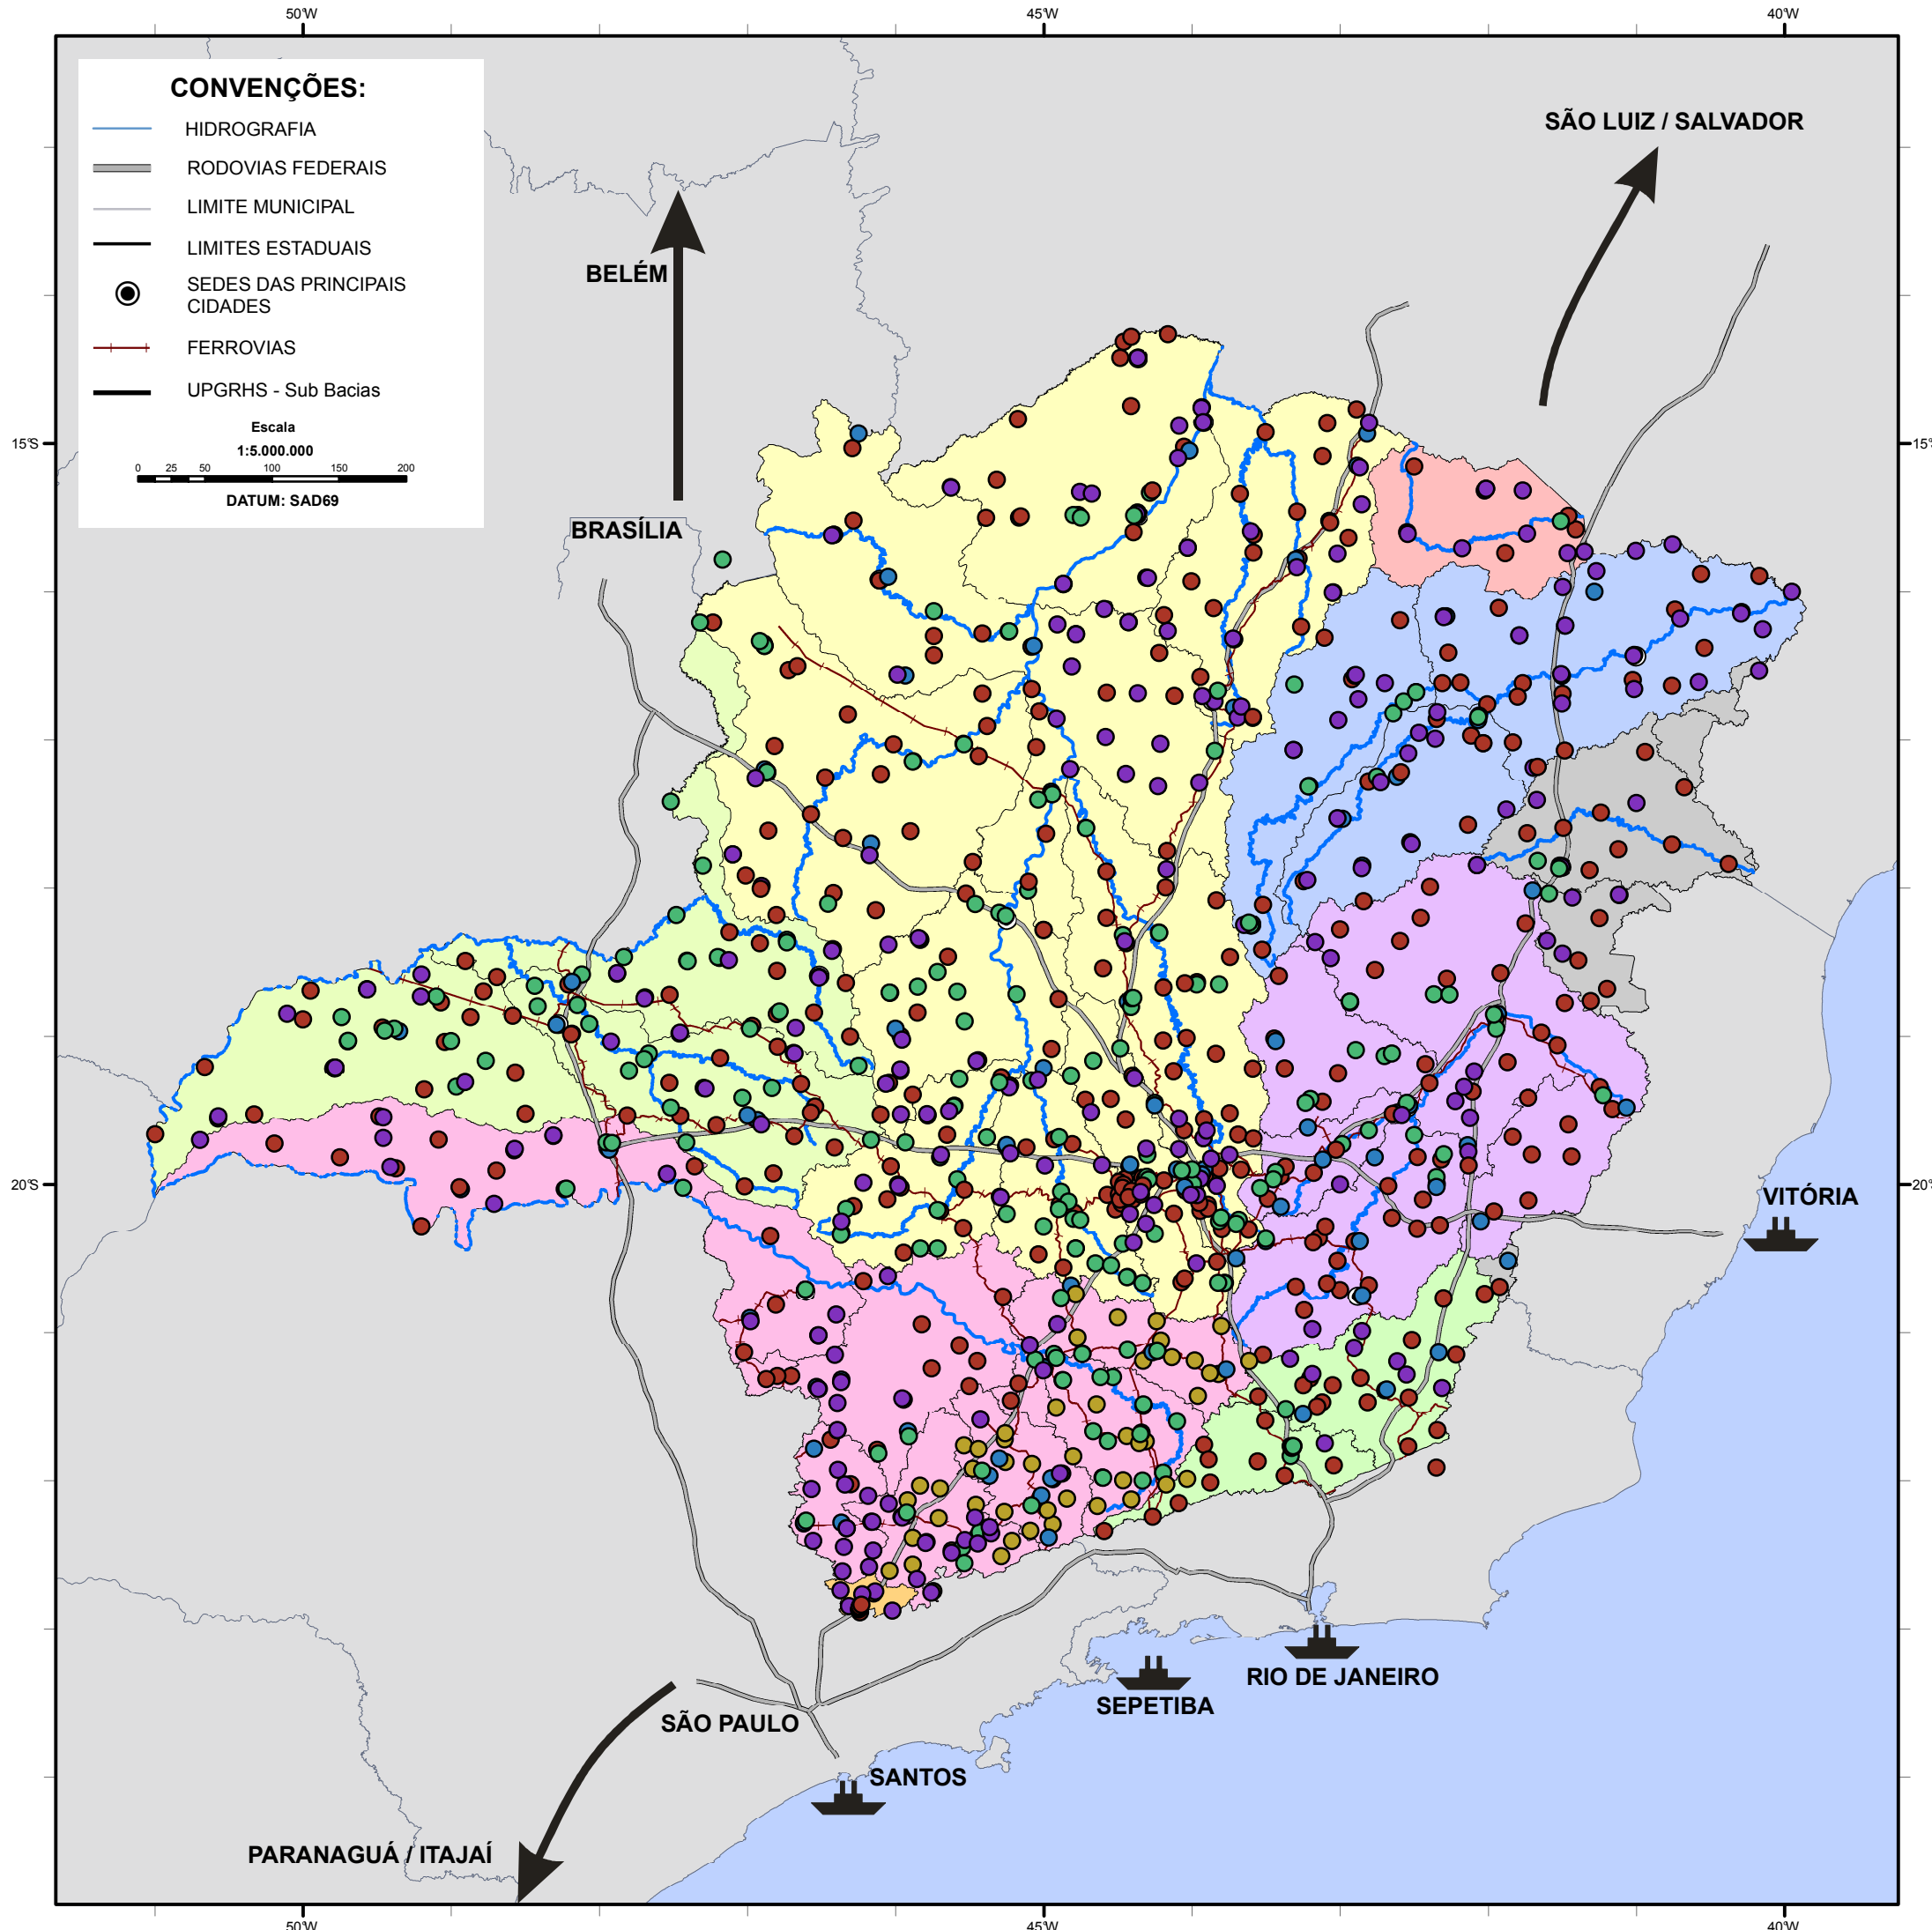 50°W 45°W 40°W
CONVENÇÕES:
HIDROGRAFIA
RODOVIAS FEDERAIS
LIMITE MUNICIPAL
LIMITES ESTADUAIS
SEDES DAS PRINCIPAIS
CIDADES
FERROVIAS
UPGRHS - Sub Bacias
Escala
1:5.000.000
0 25 50 100 150 200
DATUM: SAD69
SÃO LUIZ / SALVADOR
BELÉM
15°S
BRASÍLIA
20°S
VITÓRIA
RIO DE JANEIRO
SEPETIBA
SÃO PAULO
SANTOS
PARANAGUÁ / ITAJAÍ
50°W 45°W 40°W